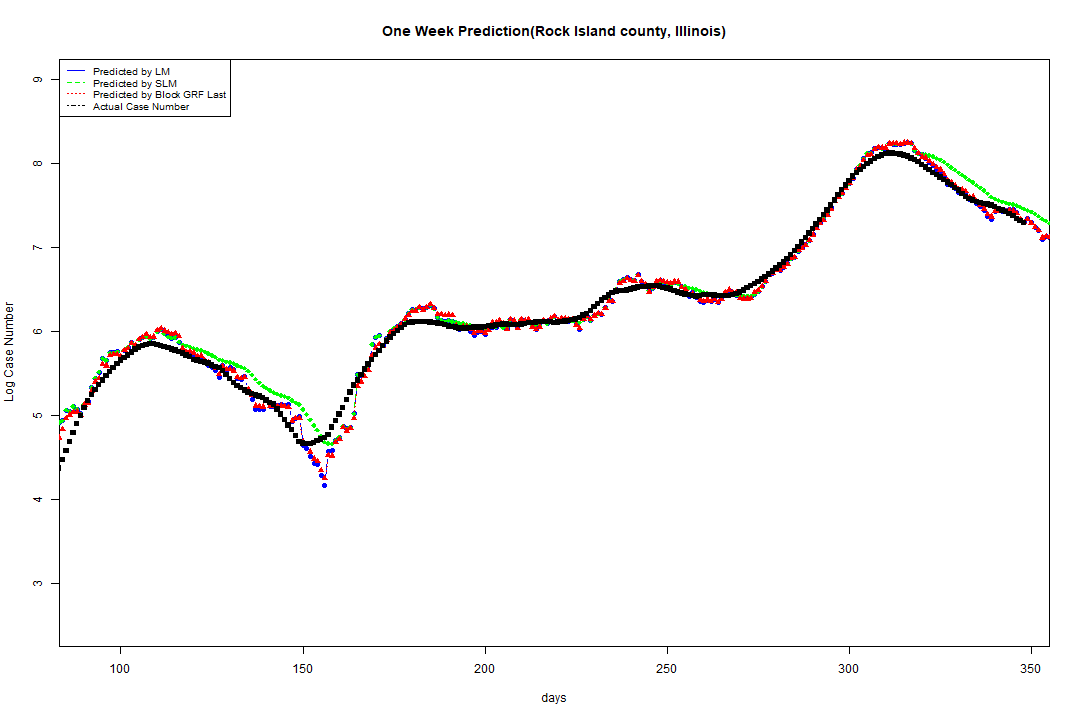 One Week Prediction(Rock Island county, Illinois)
Predicted by LM
Predicted by SLM
Predicted by Block GRF Last
Actual Case Number
9
8
7
6
5
4
3
Log Case Number
100 150 200 250 300 350
days